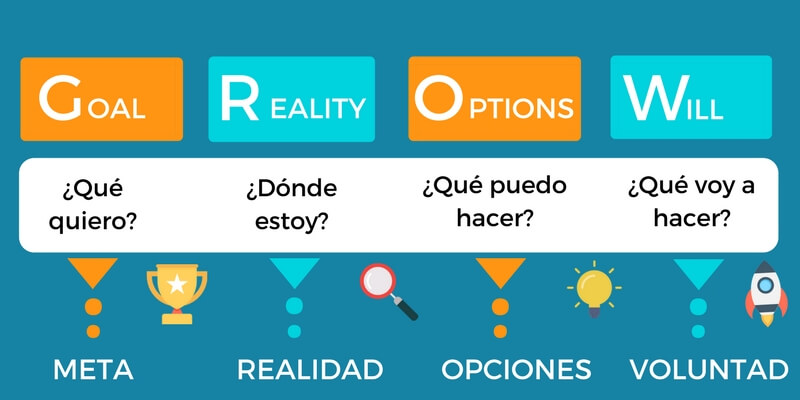 GOAL
REALITY
OPTIONS
WILL
¿Qué
quiero?
¿Dónde
estoy?
¿Qué puedo
hacer?
¿Qué voy a
hacer?
META
REALIDAD
OPCIONES
VOLUNTAD